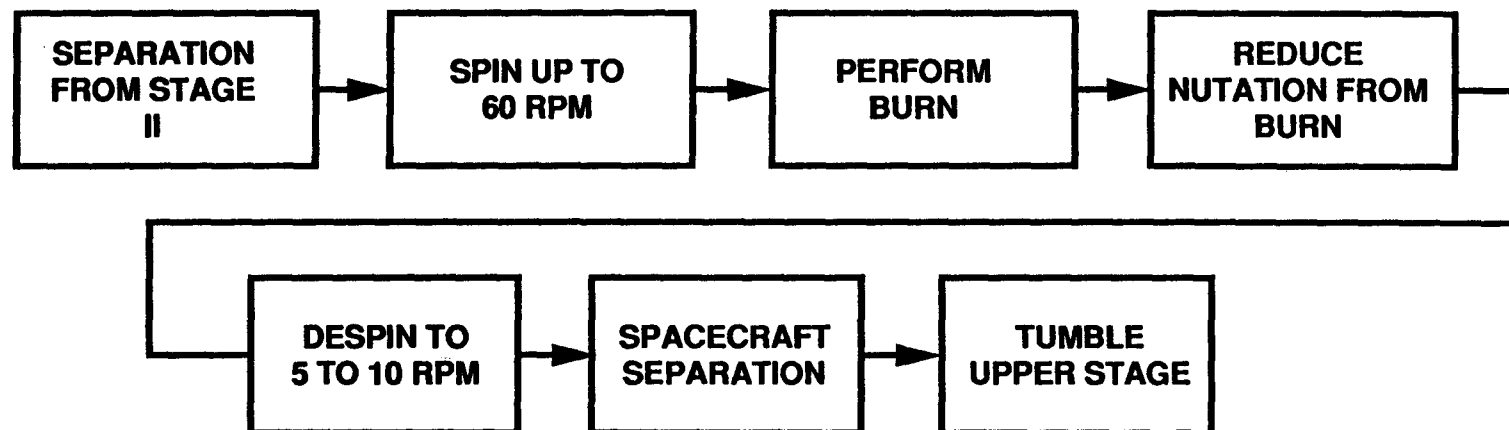 SEPARATION
FROM STAGE
II
SPIN UP TO
60 RPM
PERFORM
BURN
REDUCE
NUTATION FROM
BURN
DESPIN TO
5 TO 10 RPM
SPACECRAFT
SEPARATION
TUMBLE
UPPER STAGE